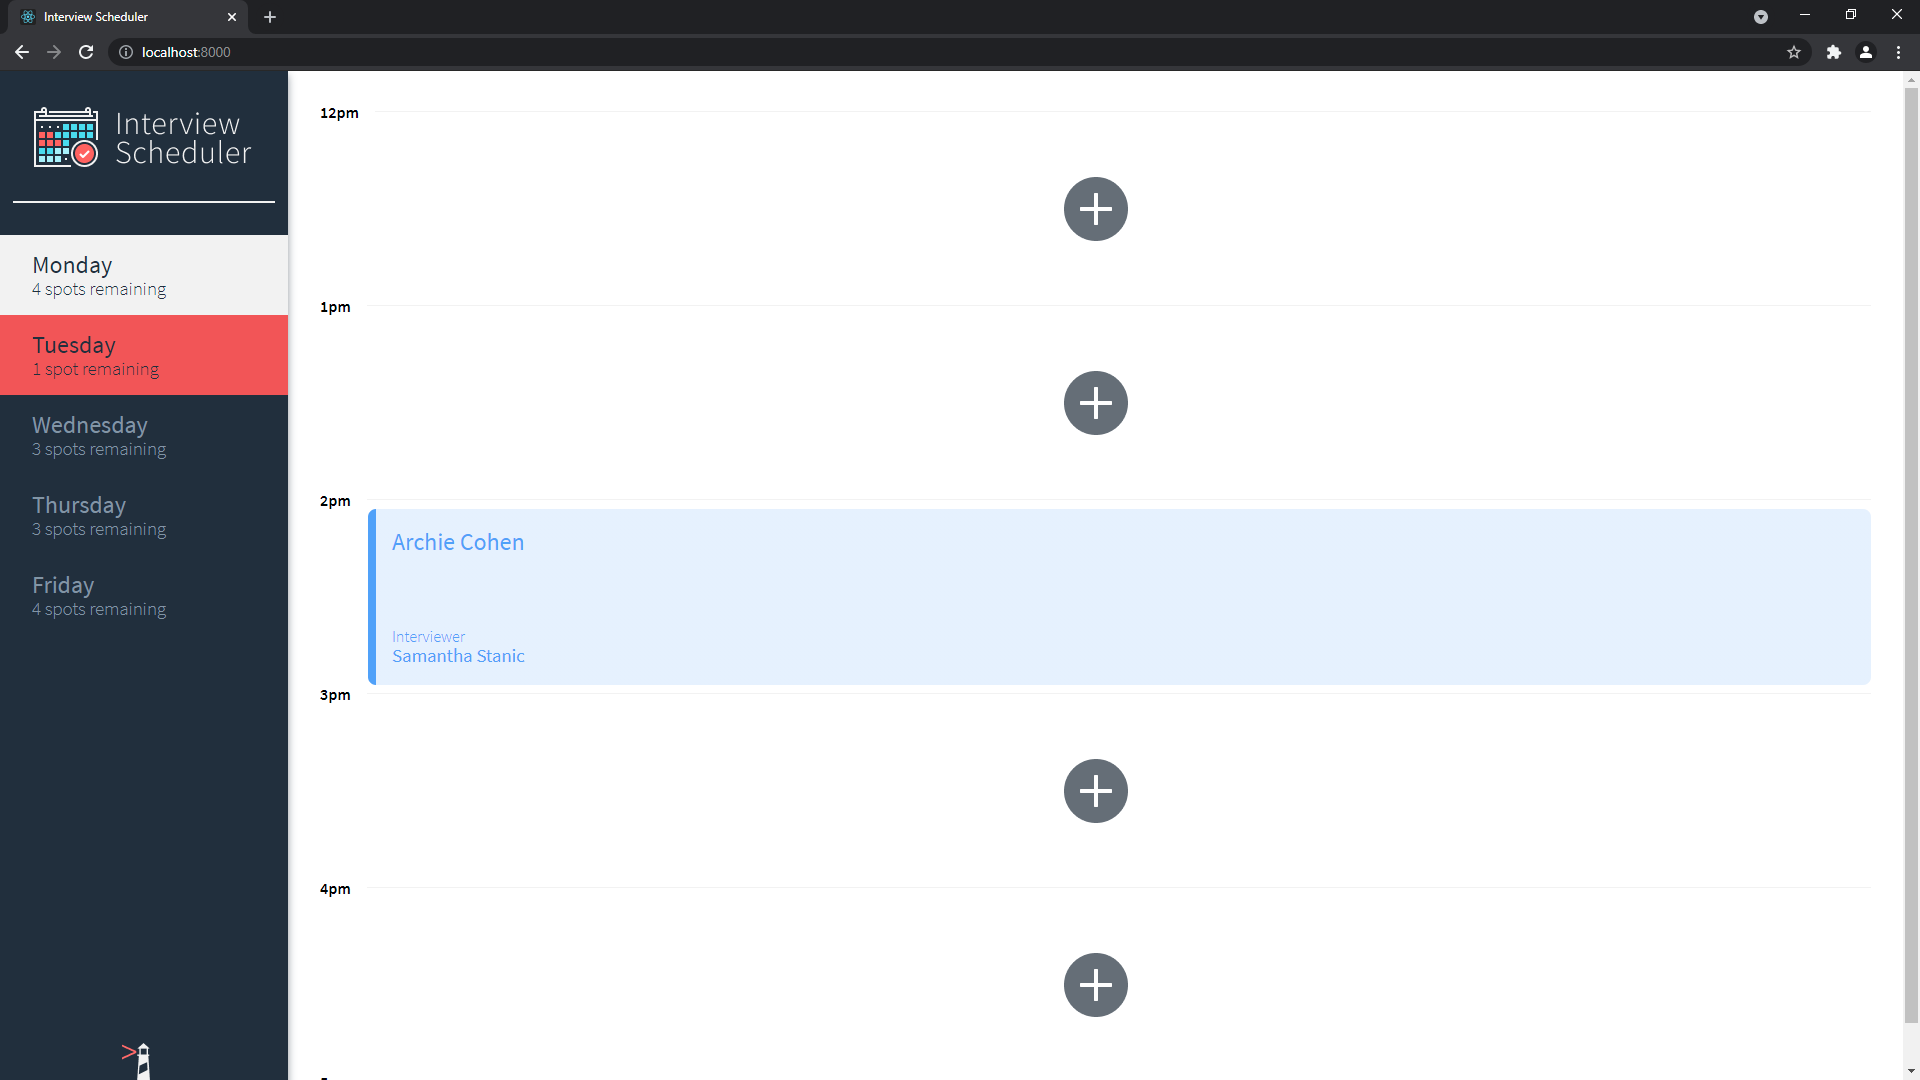 Interview Scheduler
localhost:8000
Interview
Scheduler
Monday
4 spots remaining
Tuesday
1 spot remaining
Wednesday
3 spots remaining
Thursday
3 spots remaining
Friday
4 spots remaining
12pm
1pm
2pm
Archie Cohen
Interviewer
Samantha Stanic
3pm
4pm